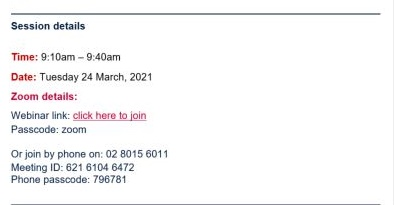 Session details
Time: 9:10am – 9:40am
Date: Tuesday 24 March, 2021
Zoom details:
Webinar link: click here to join
Passcode: zoom
Or join by phone on: 02 8015 6011
Meeting ID: 621 6104 6472
Phone passcode: 796781